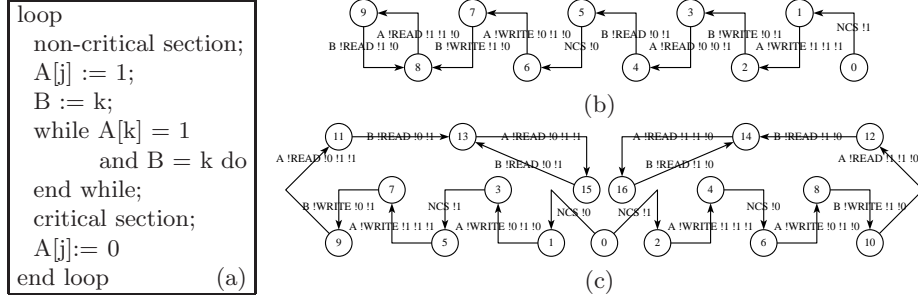 loop
non-critical section;
A[j] := 1;
B := k;
while A[k] = 1
and B = k do
end while;
critical section;
A[j]:= 0
end loop (a)
9 7 5 3 1
A !READ !1 !1 !0 A !WRITE !0 !1 !0 B !READ !0 !1 B !WRITE !0 !1 NCS !1
B !READ !1 !0 B !WRITE !1 !0 NCS !0 A !READ !0 !1 !1 A !WRITE !1 !1 !1
8 6 4 2 0
(b)
11 B !READ !0 !1 13 A !READ !0 !1 !1 A !READ !1 !1 !0 14 B !READ !1 !0 12
A !READ !0 !1 !1 B !READ !0 !1 B !READ !1 !0 A !READ !1 !1 !0
7 3 15 16 4 8
B !WRITE !0 !1 NCS !1 NCS !0 NCS !1 NCS !0 B !WRITE !1 !0
A !WRITE !1 !1 !0 A !WRITE !0 !1 !0 A !WRITE !1 !1 !1 A !WRITE !0 !1 !0
9 5 1 0 2 6 10
(c)